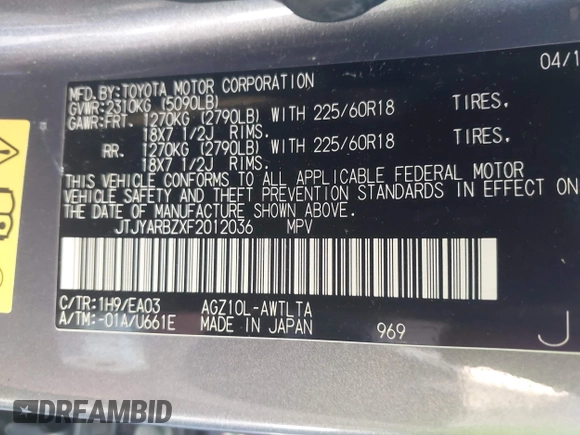 04/1
MFD.BY:TOYOTA MOTOR CORPORATION
GVWR:2310KG (5090LB)
GAWR:FRT. 1270KG (2790LB) WITH 225/60R18 TIRES,
18X7 1/2J RIMS.
RR. 1270KG (2790LB) WITH 225/60R18 TIRES,
18X7 1/2J RIMS.
THIS VEHICLE CONFORMS TO ALL APPLICABLE FEDERAL MOTOR
VEHICLE SAFETY AND THEFT PREVENTION STANDARDS IN EFFECT ON
THE DATE OF MANUFACTURE SHOWN ABOVE.
JTJYARBZXF2012036 MPV
C/TR:1H9/EA03 AGZ10L-AWTLTA
A/TM:-01A/U661E MADE IN JAPAN 969 J
DREAMBID